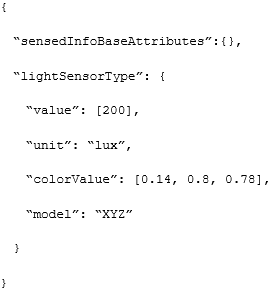 {
“sensedInfoBaseAttributes”:{},
“lightSensorType”: {
“value”: [200],
“unit”: “lux”,
“colorValue”: [0.14, 0.8, 0.78],
“model”: “XYZ”
}
}